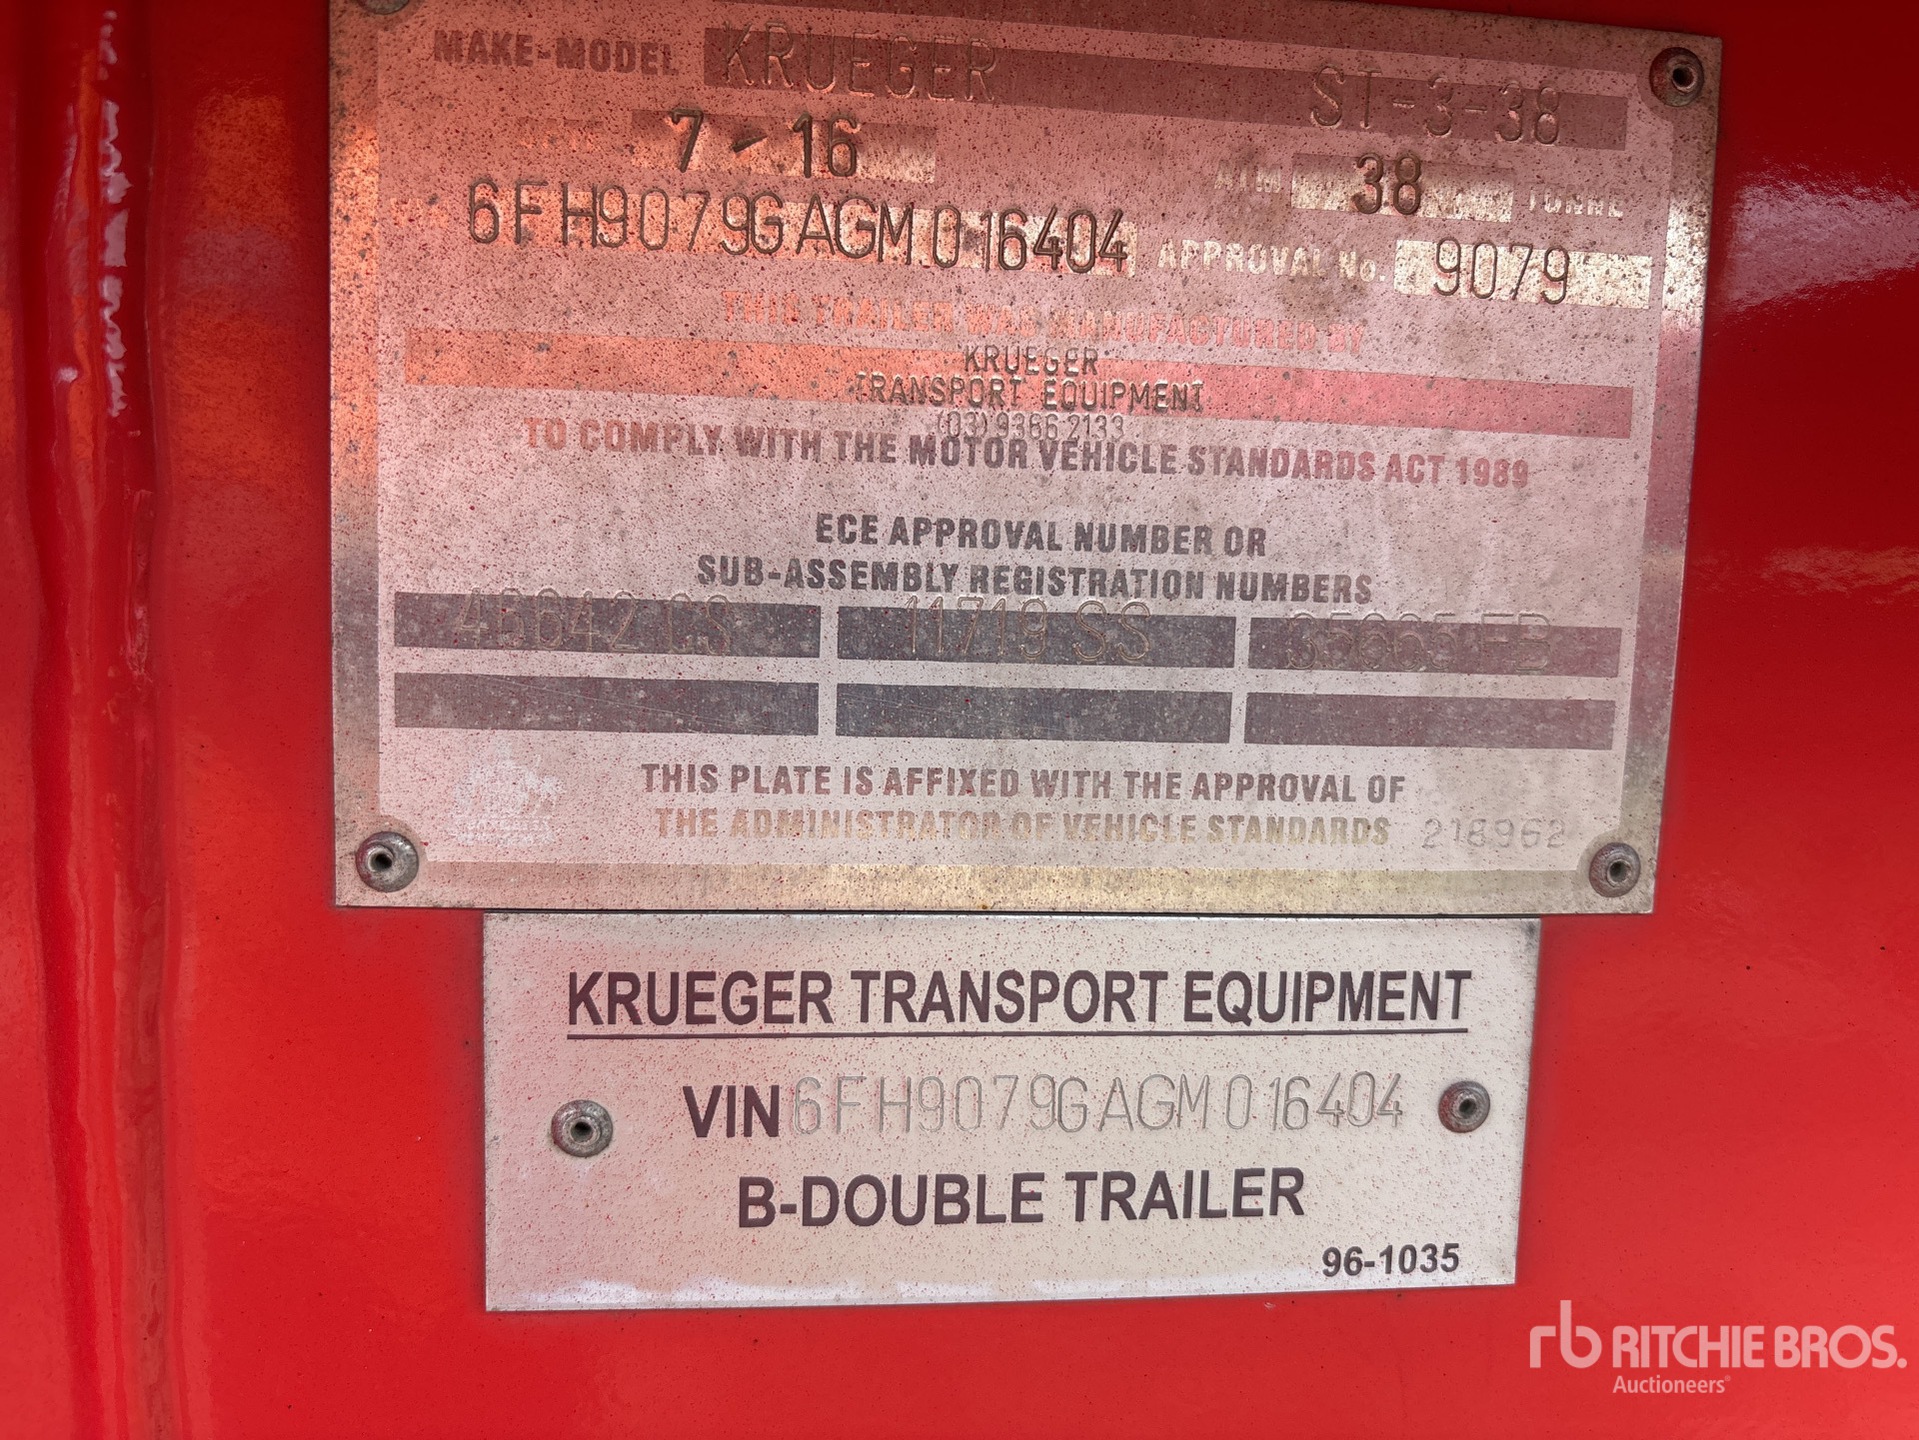 MAKE-MODEL KRUEGER ST-3-38
7-16 ATM 38 TONNE
6FH9079GAGM016404 APPROVAL No. 9079
THIS TRAILER WAS MANUFACTURED BY
KRUEGER
TRANSPORT EQUIPMENT
(03) 9366 2133
TO COMPLY WITH THE MOTOR VEHICLE STANDARDS ACT 1989
ECE APPROVAL NUMBER OR
SUB-ASSEMBLY REGISTRATION NUMBERS
46642 CS 11719 SS
THIS PLATE IS AFFIXED WITH THE APPROVAL OF
THE ADMINISTRATOR OF VEHICLE STANDARDS 218962
KRUEGER TRANSPORT EQUIPMENT
VIN 6FH9079GAGM016404
B-DOUBLE TRAILER
96-1035
rb RITCHIE BROS.
Auctioneers